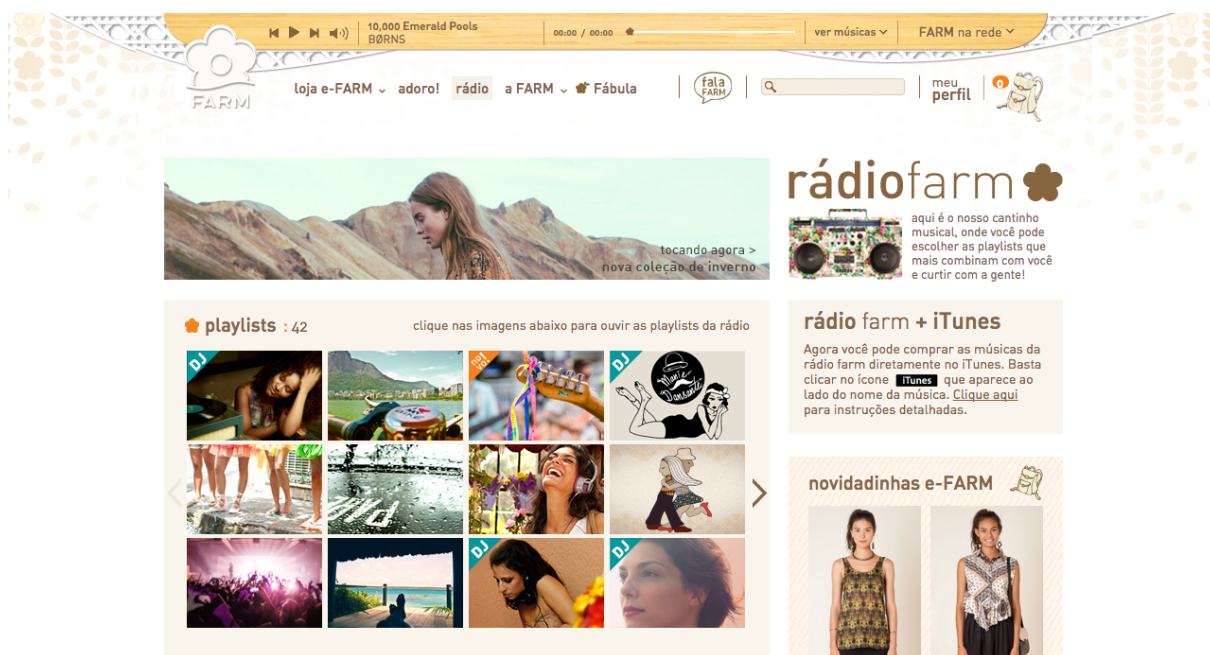 10,000 Emerald Pools
BØRNS
00:00 / 00:00
ver músicas
FARM na rede
FARM
loja e-FARM
adoro!
rádio
a FARM
Fábula
fala
FARM
meu
perfil
0
tocando agora >
nova coleção de inverno
rádiofarm
aqui é o nosso cantinho
musical, onde você pode
escolher as playlists que
mais combinam com você
e curtir com a gente!
playlists : 42
clique nas imagens abaixo para ouvir as playlists da rádio
DJ
no
vo!
DJ
Manie
Dansante
DJ
DJ
rádio farm + iTunes
Agora você pode comprar as músicas da
rádio farm diretamente no iTunes. Basta
clicar no ícone iTunes que aparece ao
lado do nome da música. Clique aqui
para instruções detalhadas.
novidadinhas e-FARM